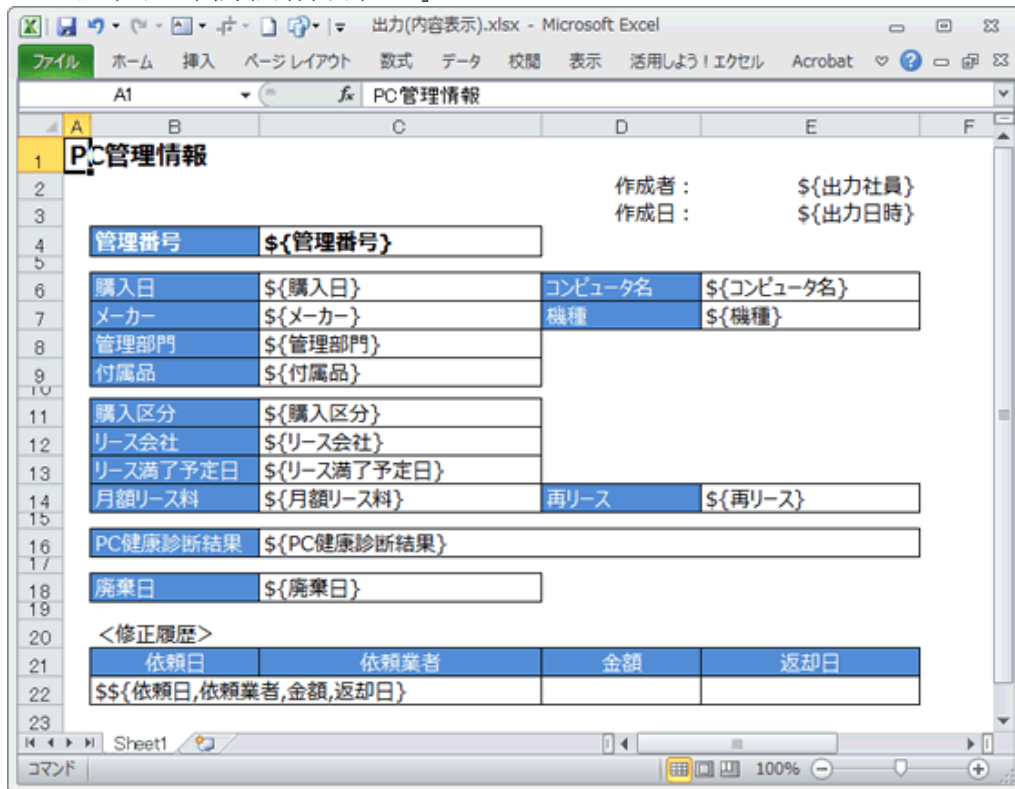 出力(内容表示).xlsx - Microsoft Excel
ファイル ホーム 挿入 ページ レイアウト 数式 データ 校閲 表示 活用しよう！エクセル Acrobat
A1 fx PC管理情報
A B C D E F
1 PC管理情報
2 作成者： ${出力社員}
3 作成日： ${出力日時}
4 管理番号 ${管理番号}
5
6 購入日 ${購入日} コンピュータ名 ${コンピュータ名}
7 メーカー ${メーカー} 機種 ${機種}
8 管理部門 ${管理部門}
9 付属品 ${付属品}
10
11 購入区分 ${購入区分}
12 リース会社 ${リース会社}
13 リース満了予定日 ${リース満了予定日}
14 月額リース料 ${月額リース料} 再リース ${再リース}
15
16 PC健康診断結果 ${PC健康診断結果}
17
18 廃棄日 ${廃棄日}
19
20 ＜修正履歴＞
21 依頼日 依頼業者 金額 返却日
22 $${依頼日,依頼業者,金額,返却日}
23
Sheet1
コマンド 100%